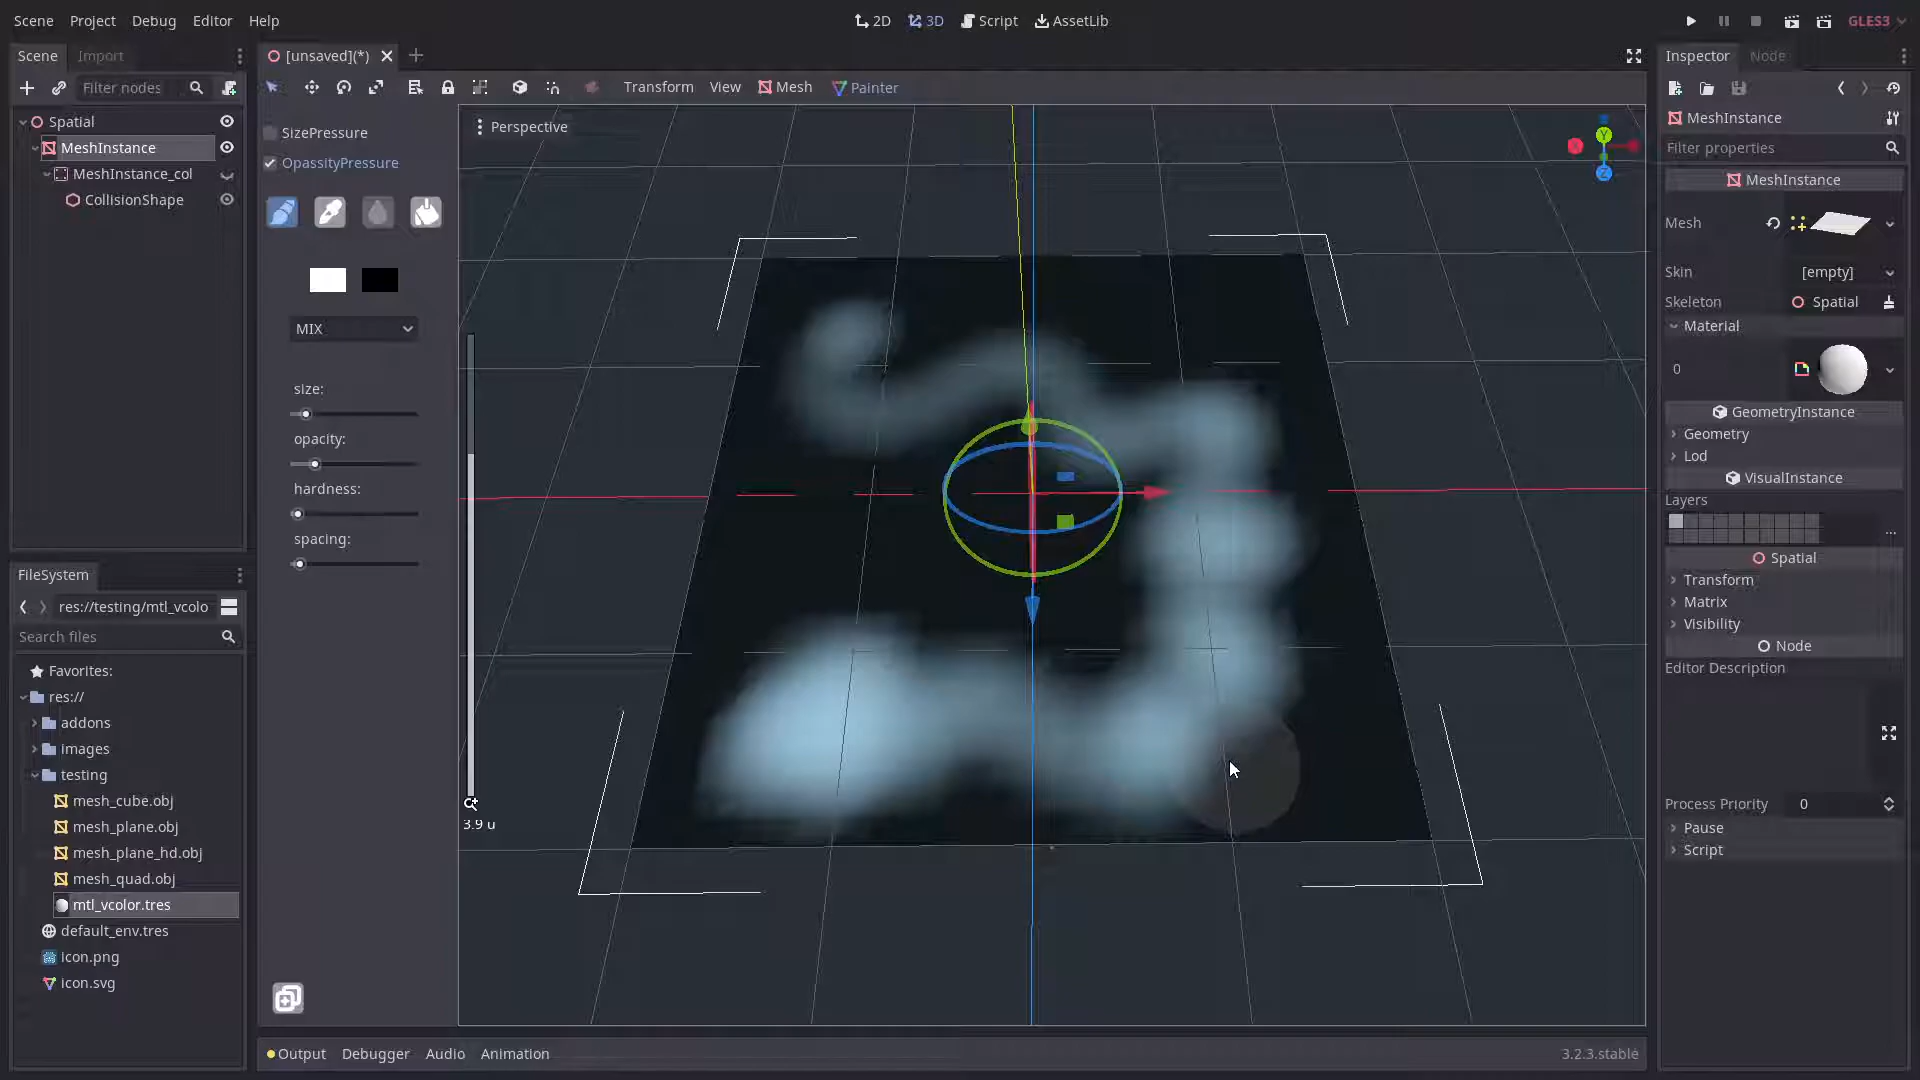 Scene Project Debug Editor Help
2D 3D Script AssetLib
GLES3
Scene Import
Filter nodes
Spatial
MeshInstance
MeshInstance_col
CollisionShape
FileSystem
res://testing/mtl_vcolo
Search files
Favorites:
res://
addons
images
testing
mesh_cube.obj
mesh_plane.obj
mesh_plane_hd.obj
mesh_quad.obj
mtl_vcolor.tres
default_env.tres
icon.png
icon.svg
[unsaved](*)
Transform View Mesh Painter
SizePressure
OpassityPressure
MIX
size:
opacity:
hardness:
spacing:
Perspective
Y
X
Z
3.9 u
Output Debugger Audio Animation
3.2.3.stable
Inspector Node
MeshInstance
Filter properties
MeshInstance
Mesh
Skin [empty]
Skeleton Spatial
Material
0
GeometryInstance
Geometry
Lod
VisualInstance
Layers
...
Spatial
Transform
Matrix
Visibility
Node
Editor Description
Process Priority 0
Pause
Script